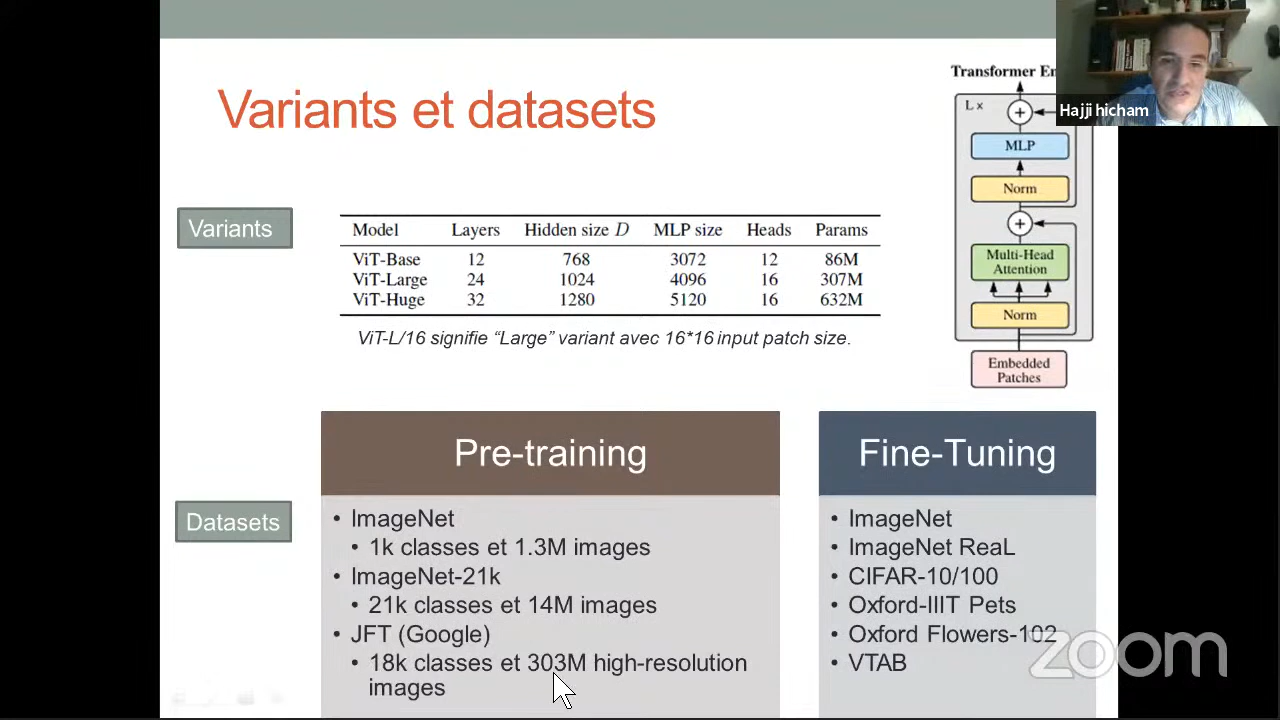 Variants et datasets
Transformer En
L x
+
MLP
Norm
+
Multi-Head
Attention
Norm
Embedded
Patches
Hajji hicham
Variants
Model Layers Hidden size D MLP size Heads Params
ViT-Base 12 768 3072 12 86M
ViT-Large 24 1024 4096 16 307M
ViT-Huge 32 1280 5120 16 632M
ViT-L/16 signifie “Large” variant avec 16*16 input patch size.
Datasets
Pre-training
• ImageNet
• 1k classes et 1.3M images
• ImageNet-21k
• 21k classes et 14M images
• JFT (Google)
• 18k classes et 303M high-resolution
images
Fine-Tuning
• ImageNet
• ImageNet ReaL
• CIFAR-10/100
• Oxford-IIIT Pets
• Oxford Flowers-102
• VTAB
zoom